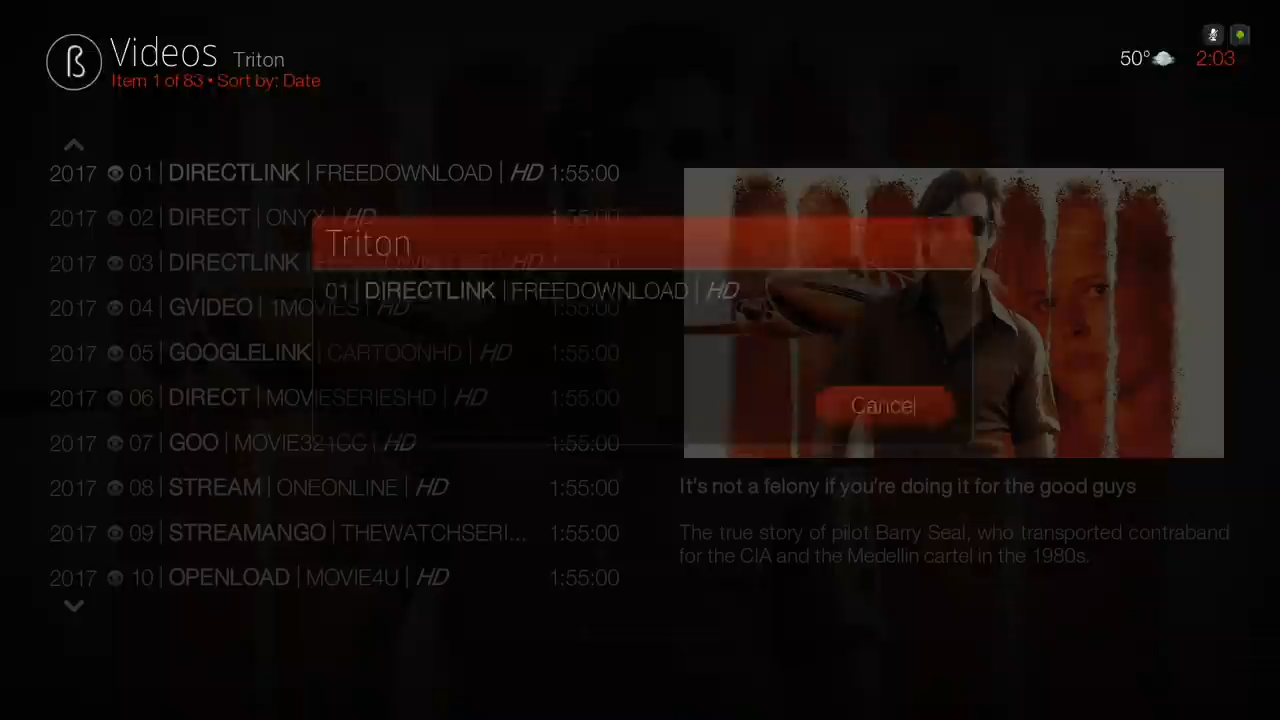 ß Videos Triton
Item 1 of 83 • Sort by: Date
50° 2:03
2017 01 | DIRECTLINK | FREEDOWNLOAD | HD 1:55:00
2017 02 | DIRECT | ONYX | HD 1:55:00
Triton
2017 03 | DIRECTLINK | HD 1:55:00
01 | DIRECTLINK | FREEDOWNLOAD | HD
2017 04 | GVIDEO | 1MOVIES | HD 1:55:00
2017 05 | GOOGLELINK | CARTOONHD | HD 1:55:00
2017 06 | DIRECT | MOVIESERIESHD | HD 1:55:00
Cancel
2017 07 | GOO | MOVIE321CC | HD 1:55:00
2017 08 | STREAM | ONEONLINE | HD 1:55:00
2017 09 | STREAMANGO | THEWATCHSERI... 1:55:00
2017 10 | OPENLOAD | MOVIE4U | HD 1:55:00
It's not a felony if you're doing it for the good guys
The true story of pilot Barry Seal, who transported contraband
for the CIA and the Medellin cartel in the 1980s.